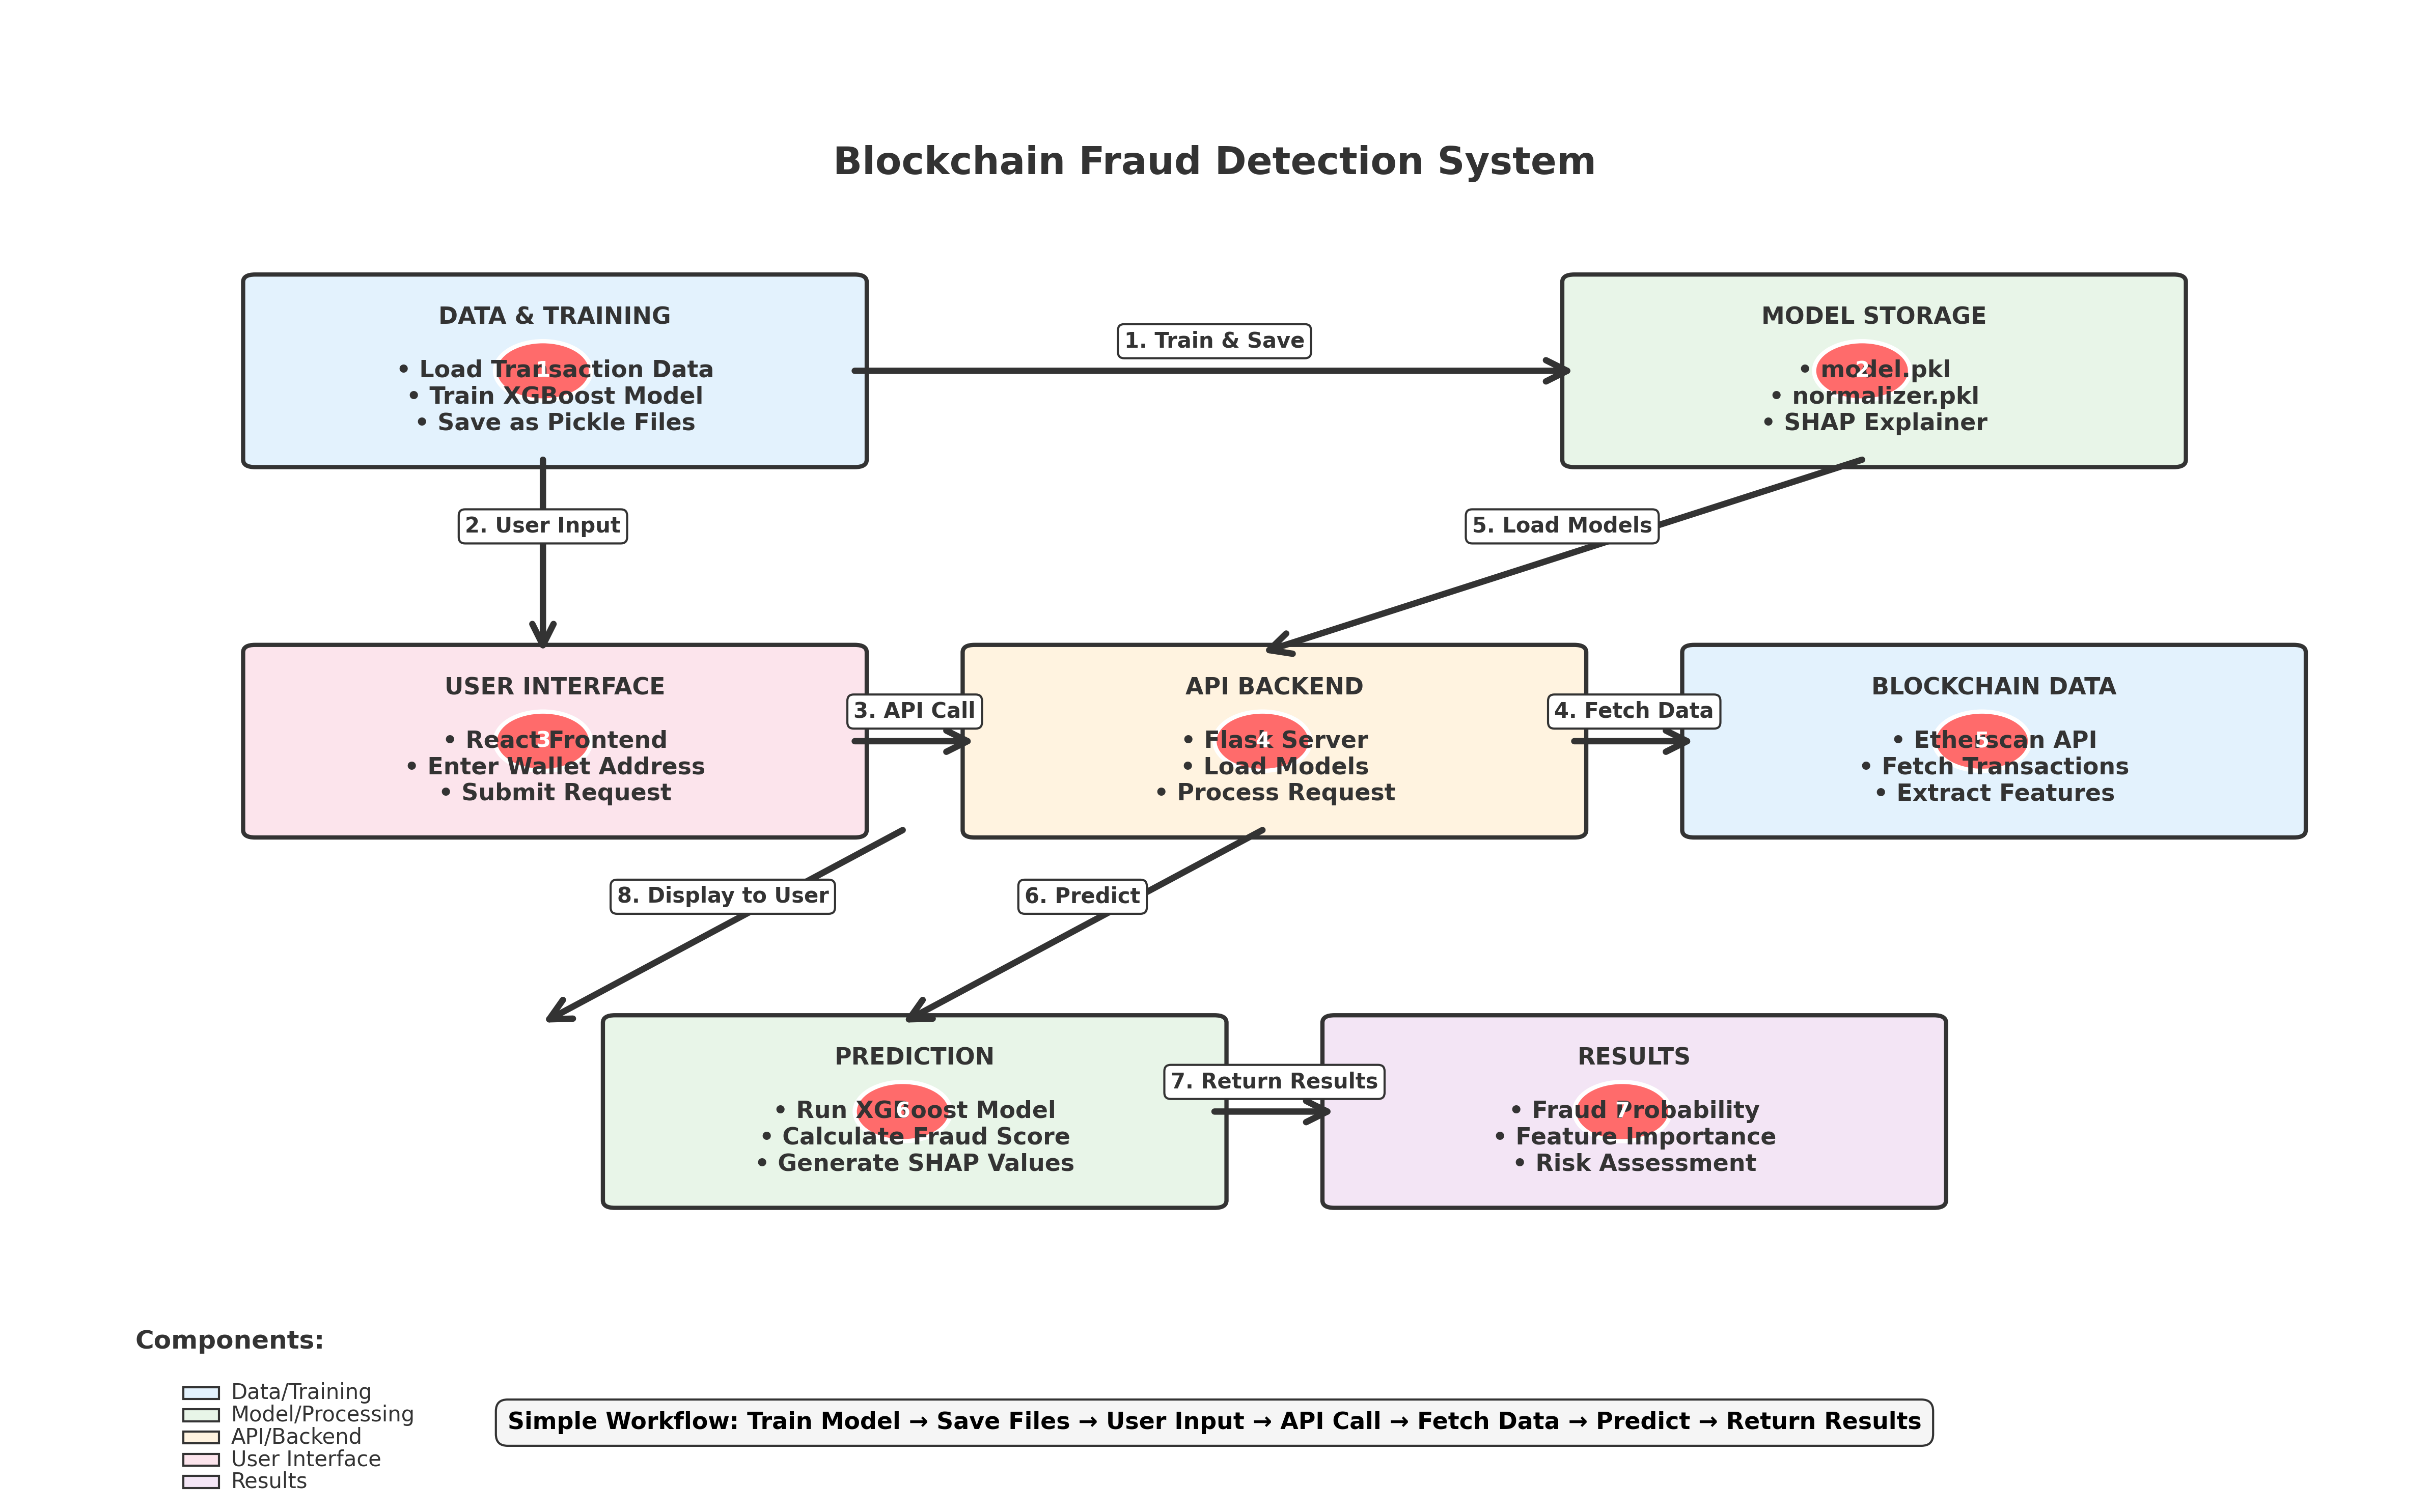 Blockchain Fraud Detection System
DATA & TRAINING
1
• Load Transaction Data
• Train XGBoost Model
• Save as Pickle Files
1. Train & Save
MODEL STORAGE
2
• model.pkl
• normalizer.pkl
• SHAP Explainer
2. User Input
5. Load Models
USER INTERFACE
3
• React Frontend
• Enter Wallet Address
• Submit Request
3. API Call
API BACKEND
4
• Flask Server
• Load Models
• Process Request
4. Fetch Data
BLOCKCHAIN DATA
5
• Etherscan API
• Fetch Transactions
• Extract Features
8. Display to User
6. Predict
PREDICTION
6
• Run XGBoost Model
• Calculate Fraud Score
• Generate SHAP Values
7. Return Results
RESULTS
7
• Fraud Probability
• Feature Importance
• Risk Assessment
Components:
Data/Training
Model/Processing
API/Backend
User Interface
Results
Simple Workflow: Train Model → Save Files → User Input → API Call → Fetch Data → Predict → Return Results